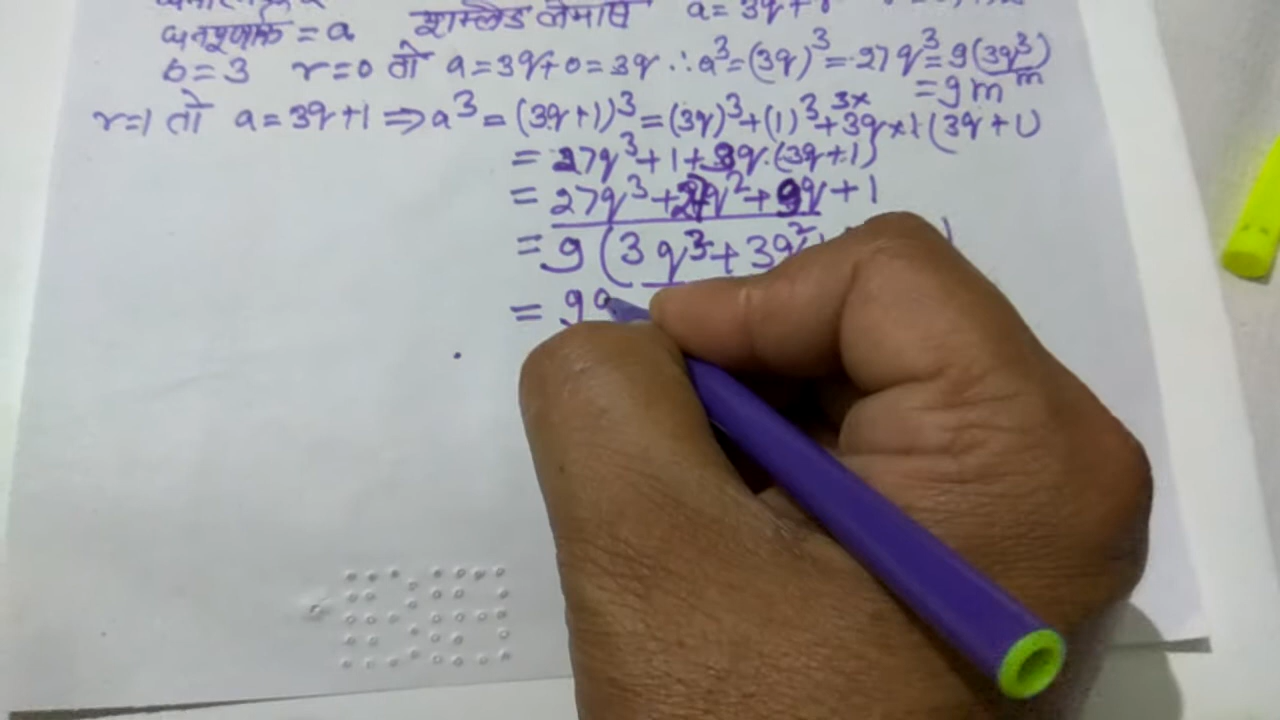 धनपूर्णांक = a a = 3q +
b = 3 r = 0 तो a = 3q + 0 = 3q ∴ a³ = (3q)³ = 27q³ = 9(3q³)
m
= 9m
r = 1 तो a = 3q + 1 ⇒ a³ = (3q + 1)³ = (3q)³ + (1)³ + 3x 3q × 1 (3q + 1)
= 27q³ + 1 + 9q · (3q + 1)
= 27q³ + 27q² + 9q + 1
= 9 (3q³ + 3q² + )
= 9